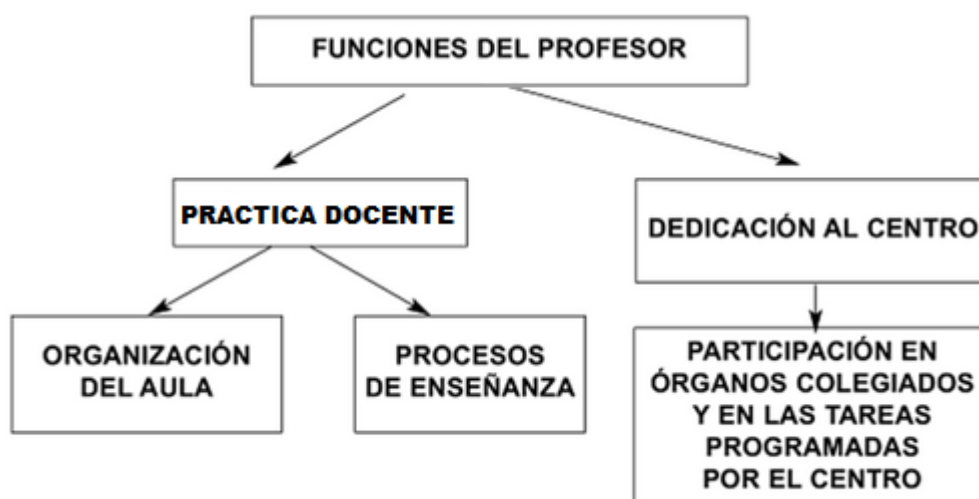 FUNCIONES DEL PROFESOR
PRACTICA DOCENTE
DEDICACIÓN AL CENTRO
ORGANIZACIÓN
DEL AULA
PROCESOS
DE ENSEÑANZA
PARTICIPACIÓN EN
ÓRGANOS COLEGIADOS
Y EN LAS TAREAS
PROGRAMADAS
POR EL CENTRO